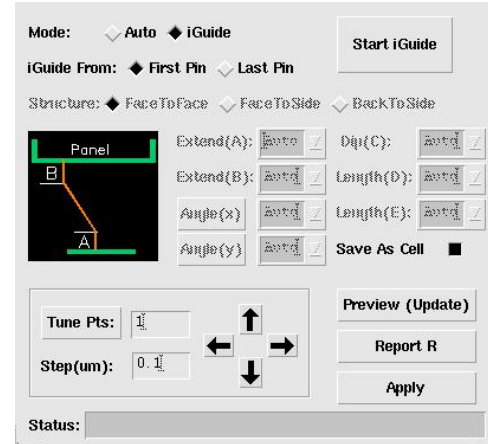 Mode: Auto iGuide
Start iGuide
iGuide From: First Pin Last Pin
Structure: FaceToFace FaceToSide BackToSide
Panel
B
A
Extend(A): Auto Dip(C): Auto
Extend(B): Auto Length(D): Auto
Angle(x) Auto Length(E): Auto
Angle(y) Auto Save As Cell
Tune Pts: 1
Step(um): 0.1
Preview (Update)
Report R
Apply
Status: